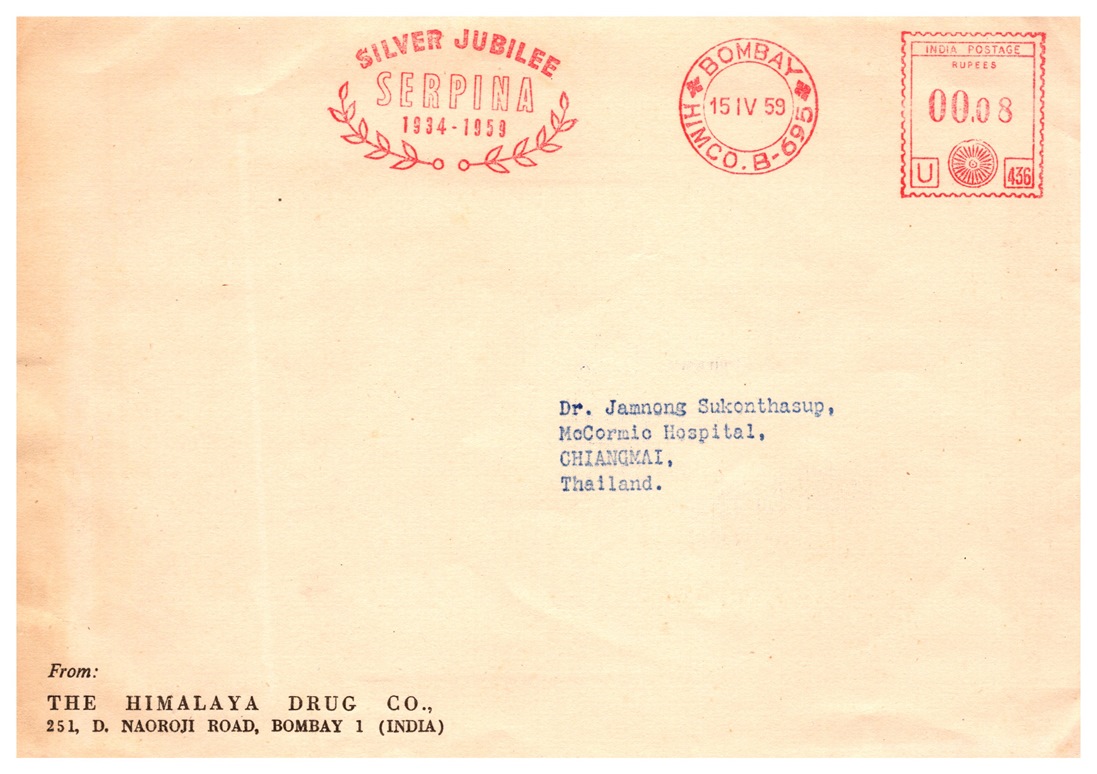 SILVER JUBILEE
SERPINA
1934-1959
BOMBAY
15 IV 59
HIMCO. B-695
INDIA POSTAGE
RUPEES
00.08
U
436
Dr. Jamnong Sukonthasup,
McCormic Hospital,
CHIANGMAI,
Thailand.
From:
THE HIMALAYA DRUG CO.,
251, D. NAOROJI ROAD, BOMBAY 1 (INDIA)